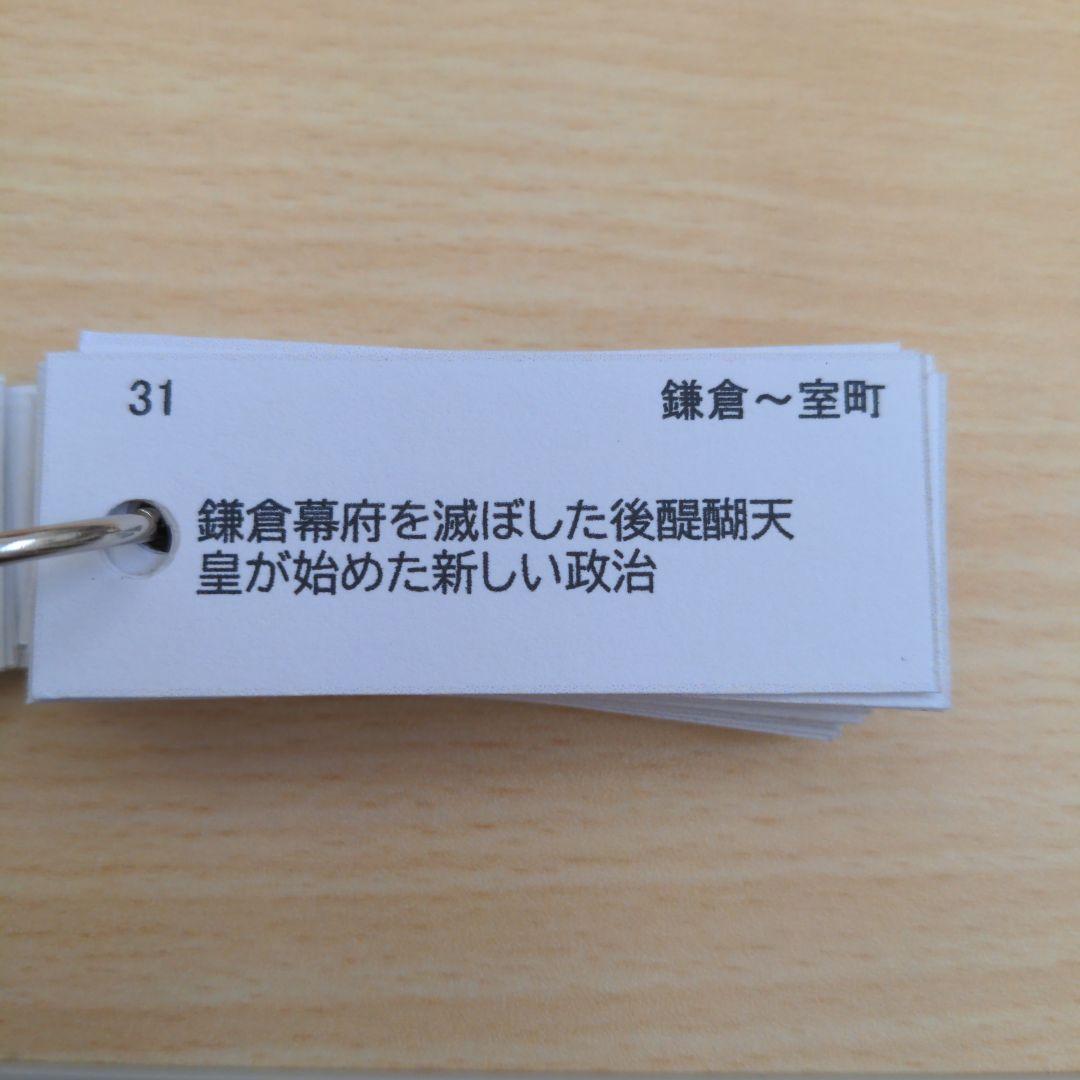 31
鎌倉～室町
鎌倉幕府を滅ぼした後醍醐天
皇が始めた新しい政治